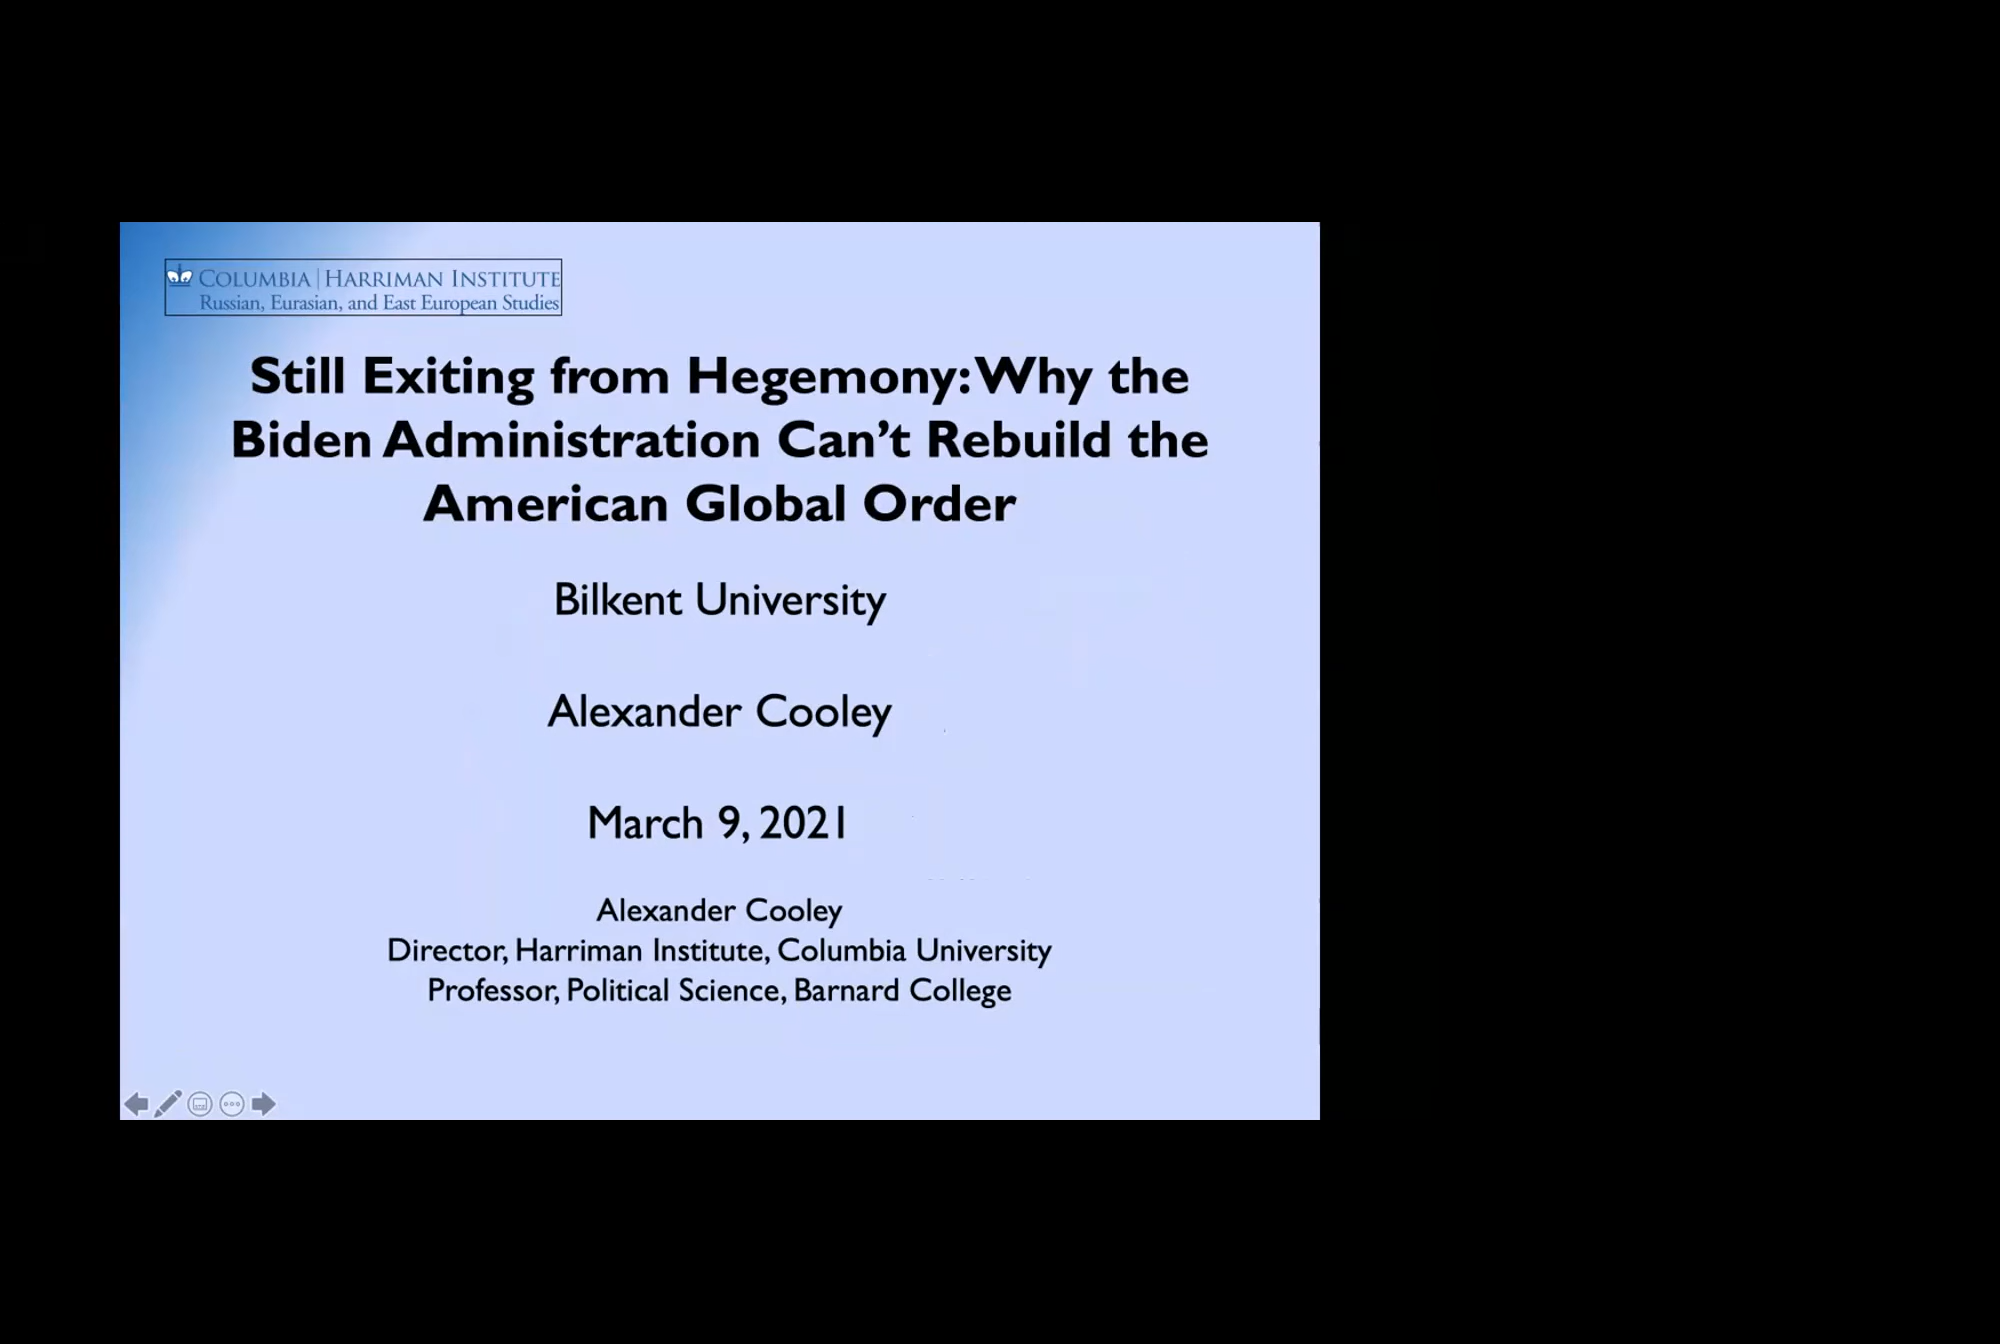 COLUMBIA | HARRIMAN INSTITUTE
Russian, Eurasian, and East European Studies
Still Exiting from Hegemony: Why the
Biden Administration Can’t Rebuild the
American Global Order
Bilkent University
Alexander Cooley
March 9, 2021
Alexander Cooley
Director, Harriman Institute, Columbia University
Professor, Political Science, Barnard College